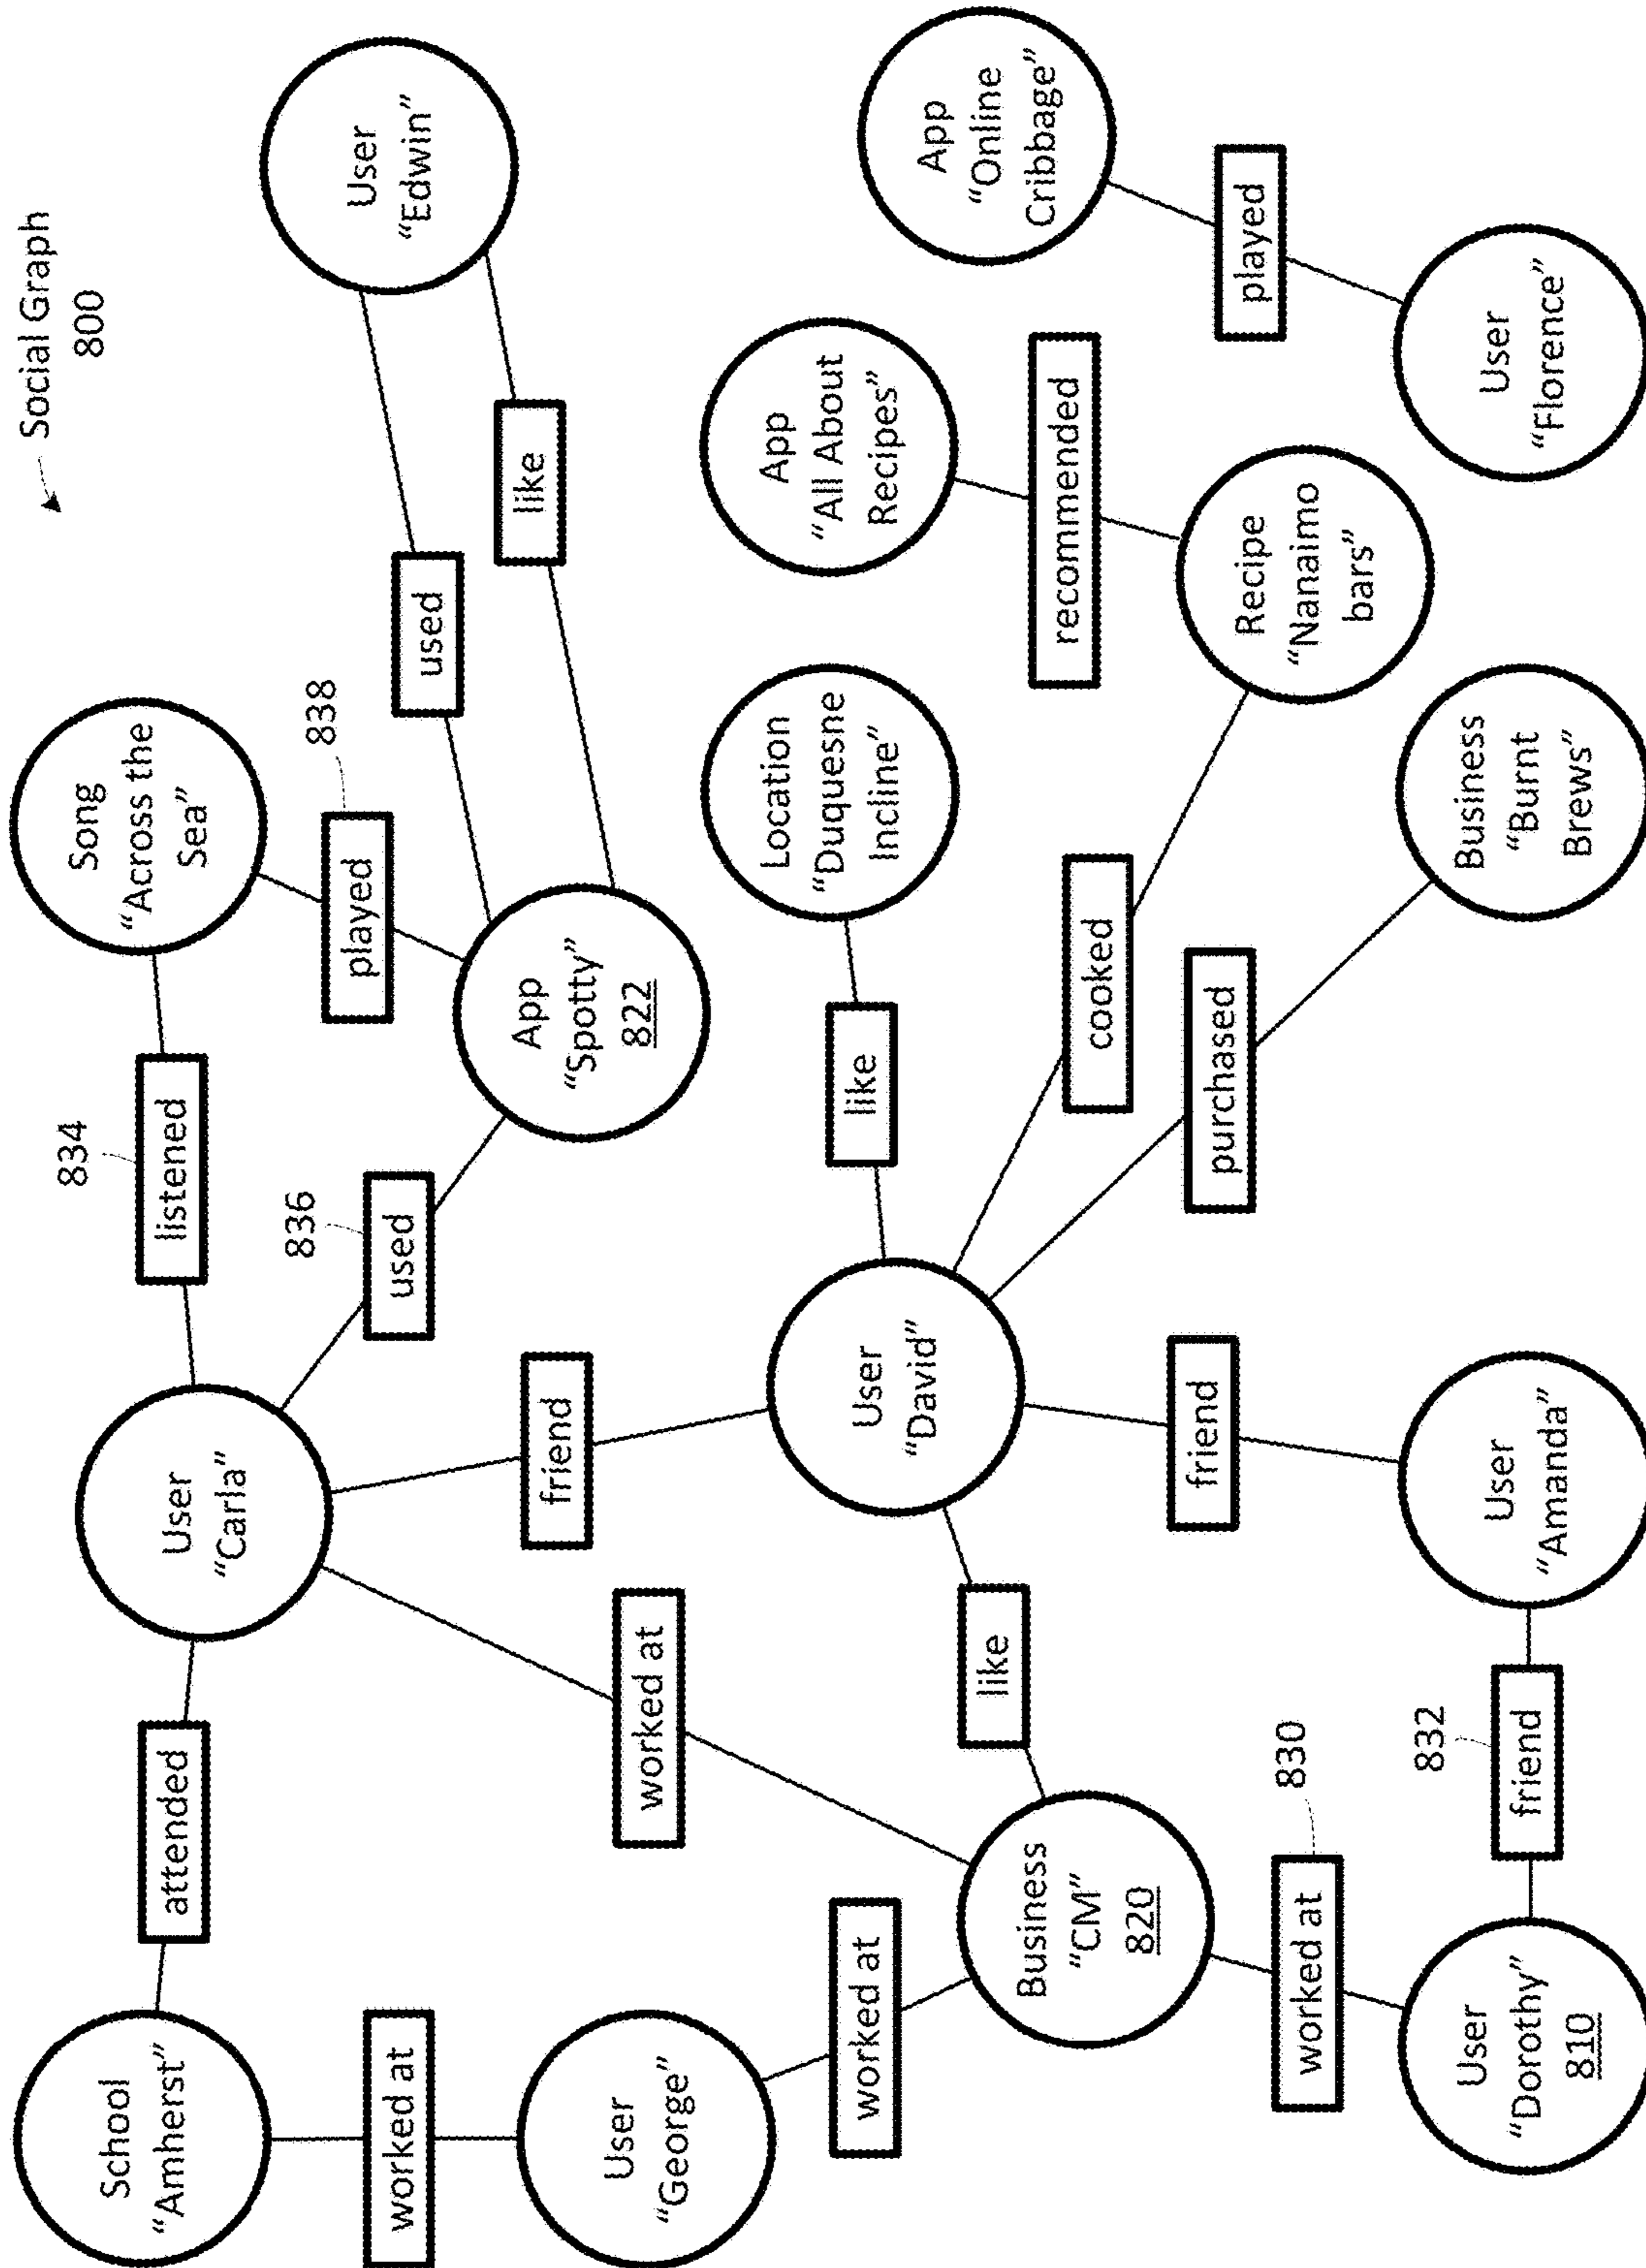 Social Graph
800
School
“Amherst”
attended
User
“Carla”
834
listened
Song
“Across the
Sea”
worked at
836
used
played
838
used
User
“Edwin”
like
User
“George”
worked at
friend
App
“Spotty”
822
worked at
Business
“CM”
820
like
User
“David”
like
Location
“Duquesne
Incline”
App
“All About
Recipes”
App
“Online
Cribbage”
cooked
recommended
played
830
worked at
friend
purchased
Recipe
“Nanaimo
bars”
832
User
“Dorothy”
810
friend
User
“Amanda”
Business
“Burnt
Brews”
User
“Florence”